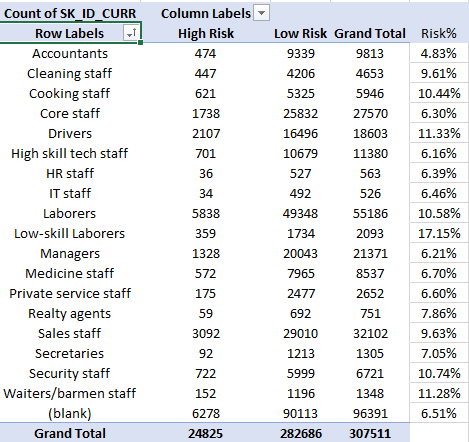 Count of SK_ID_CURR Column Labels
Row Labels High Risk Low Risk Grand Total Risk%
Accountants 474 9339 9813 4.83%
Cleaning staff 447 4206 4653 9.61%
Cooking staff 621 5325 5946 10.44%
Core staff 1738 25832 27570 6.30%
Drivers 2107 16496 18603 11.33%
High skill tech staff 701 10679 11380 6.16%
HR staff 36 527 563 6.39%
IT staff 34 492 526 6.46%
Laborers 5838 49348 55186 10.58%
Low-skill Laborers 359 1734 2093 17.15%
Managers 1328 20043 21371 6.21%
Medicine staff 572 7965 8537 6.70%
Private service staff 175 2477 2652 6.60%
Realty agents 59 692 751 7.86%
Sales staff 3092 29010 32102 9.63%
Secretaries 92 1213 1305 7.05%
Security staff 722 5999 6721 10.74%
Waiters/barmen staff 152 1196 1348 11.28%
(blank) 6278 90113 96391 6.51%
Grand Total 24825 282686 307511